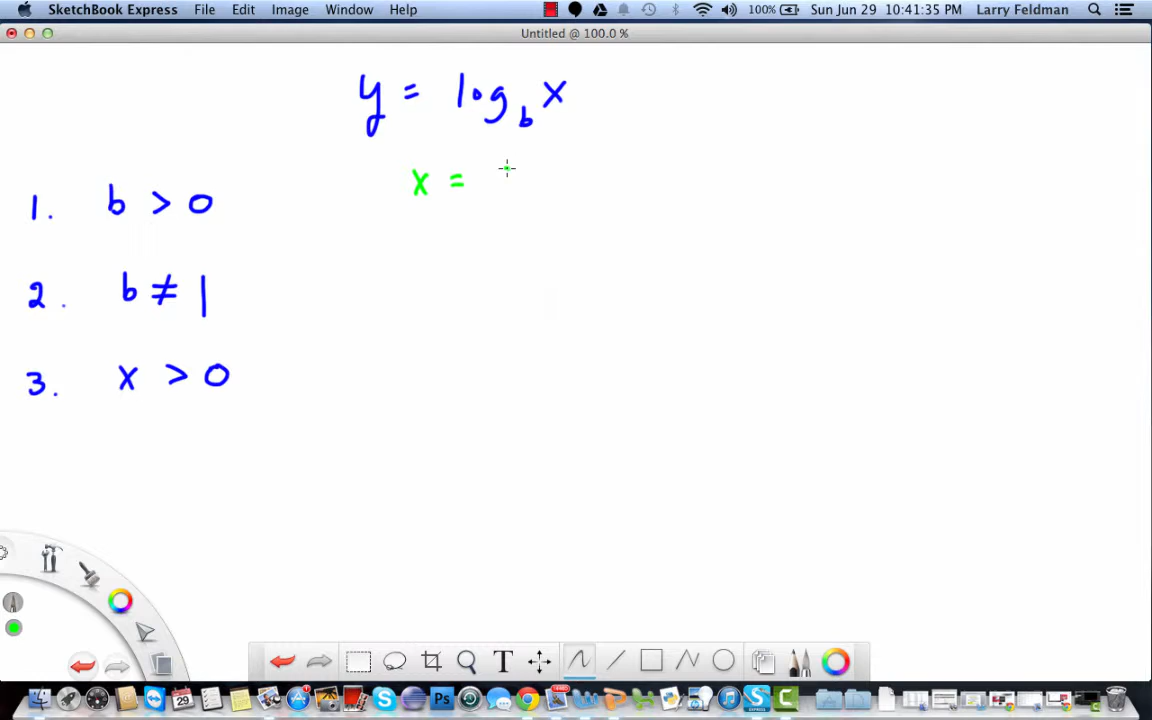 SketchBook Express File Edit Image Window Help 100% Sun Jun 29 10:41:35 PM Larry Feldman
Untitled @ 100.0 %
y = log_b x
x =
1. b > 0
2. b ≠ 1
3. x > 0
T